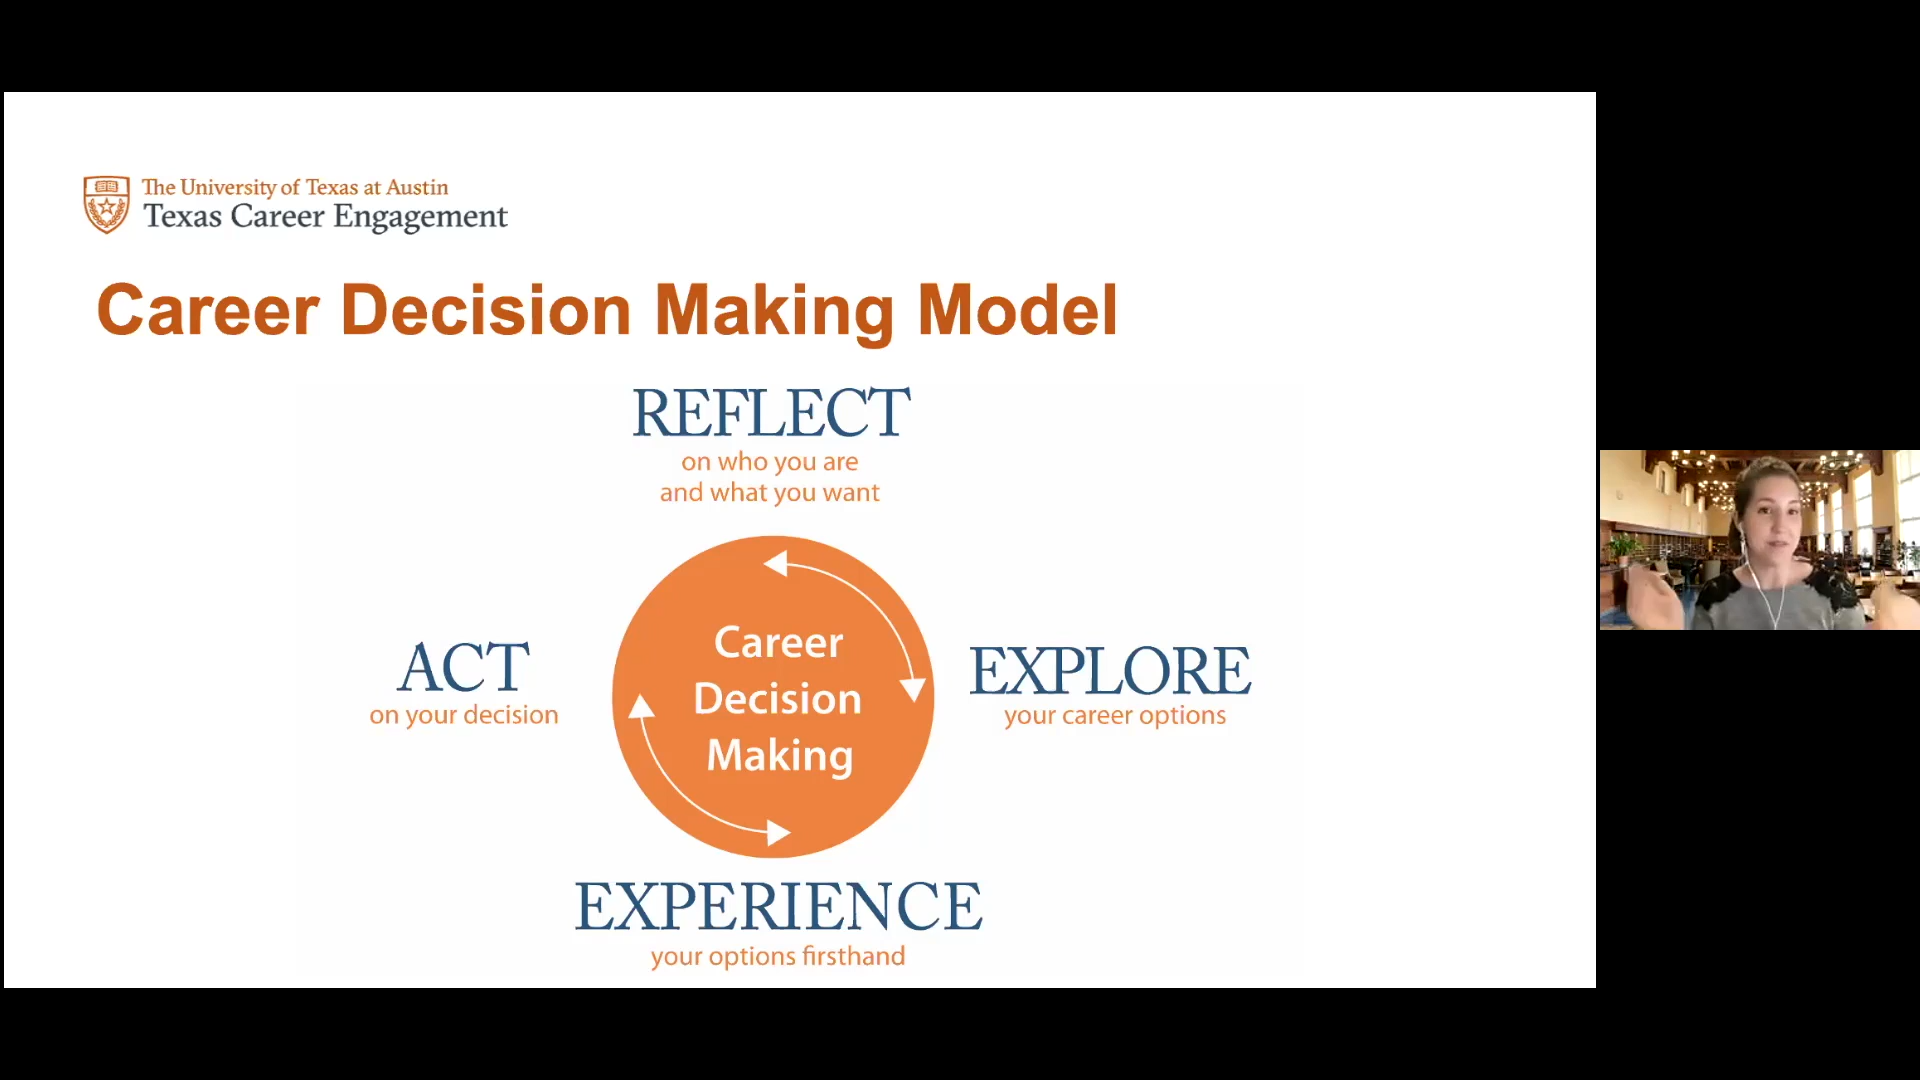 The University of Texas at Austin
Texas Career Engagement
Career Decision Making Model
REFLECT
on who you are
and what you want
Career
Decision
Making
ACT
on your decision
EXPLORE
your career options
EXPERIENCE
your options firsthand